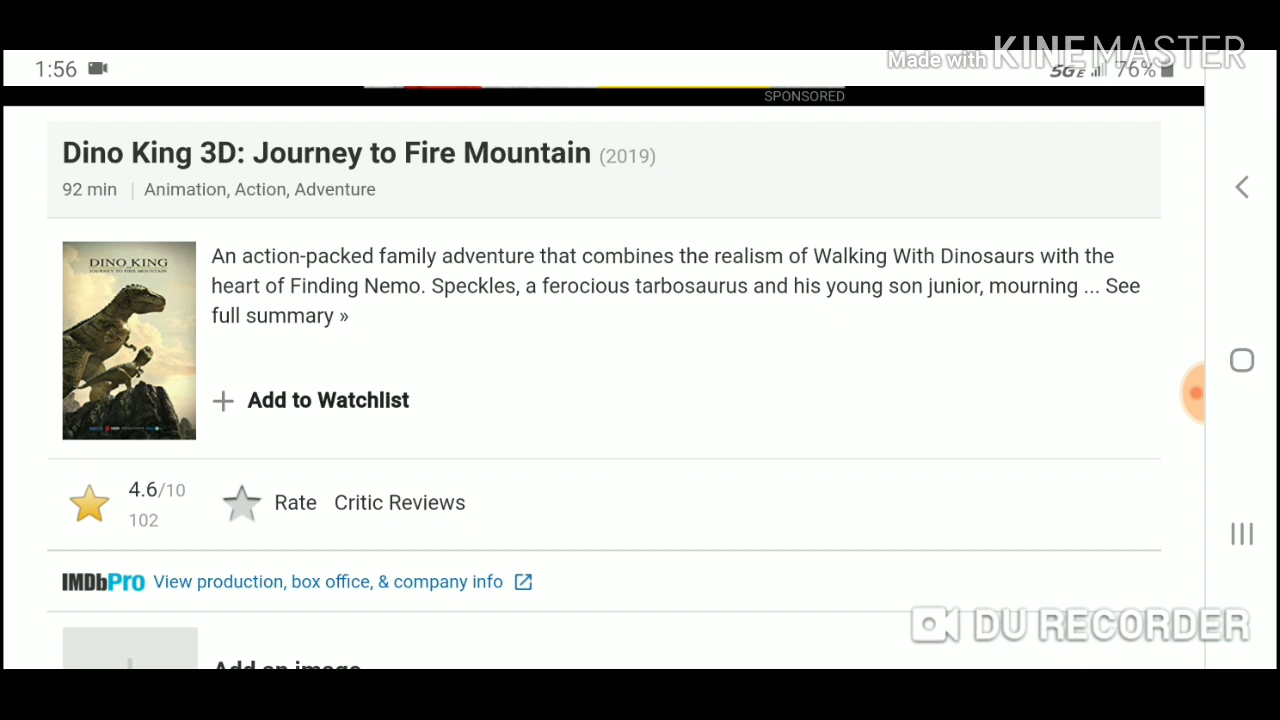 Made with KINEMASTER
1:56
5GE 76%
SPONSORED
Dino King 3D: Journey to Fire Mountain (2019)
92 min | Animation, Action, Adventure
DINO KING
JOURNEY TO FIRE MOUNTAIN
An action-packed family adventure that combines the realism of Walking With Dinosaurs with the
heart of Finding Nemo. Speckles, a ferocious tarbosaurus and his young son junior, mourning ... See
full summary »
+ Add to Watchlist
4.6/10
102
Rate Critic Reviews
IMDbPro View production, box office, & company info
DU RECORDER
Add an image